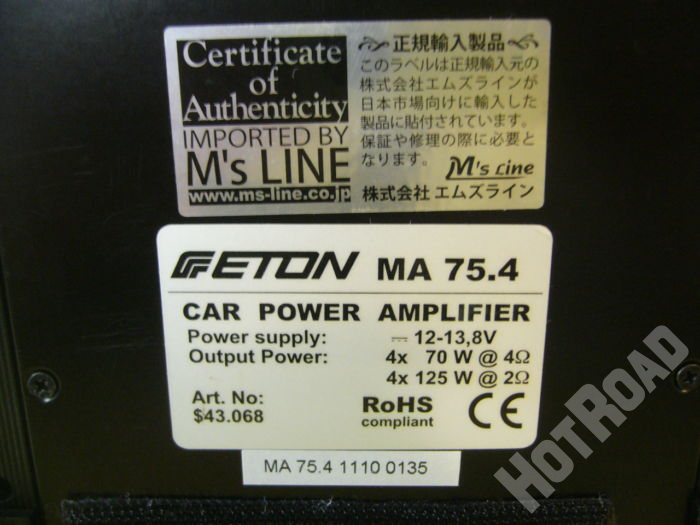 Certificate
of
Authenticity
IMPORTED BY
M's LINE
www.ms-line.co.jp
正規輸入製品
このラベルは正規輸入元の
株式会社エムズラインが
日本市場向けに輸入した
製品に貼付されています。
保証や修理の際に必要と
なります。
M's Line
株式会社 エムズライン
ETON MA 75.4
CAR POWER AMPLIFIER
Power supply: 12-13,8V
Output Power: 4x 70 W @ 4Ω
4x 125 W @ 2Ω
Art. No:
$43.068
RoHS
compliant
CE
MA 75.4 1110 0135
HOTROAD